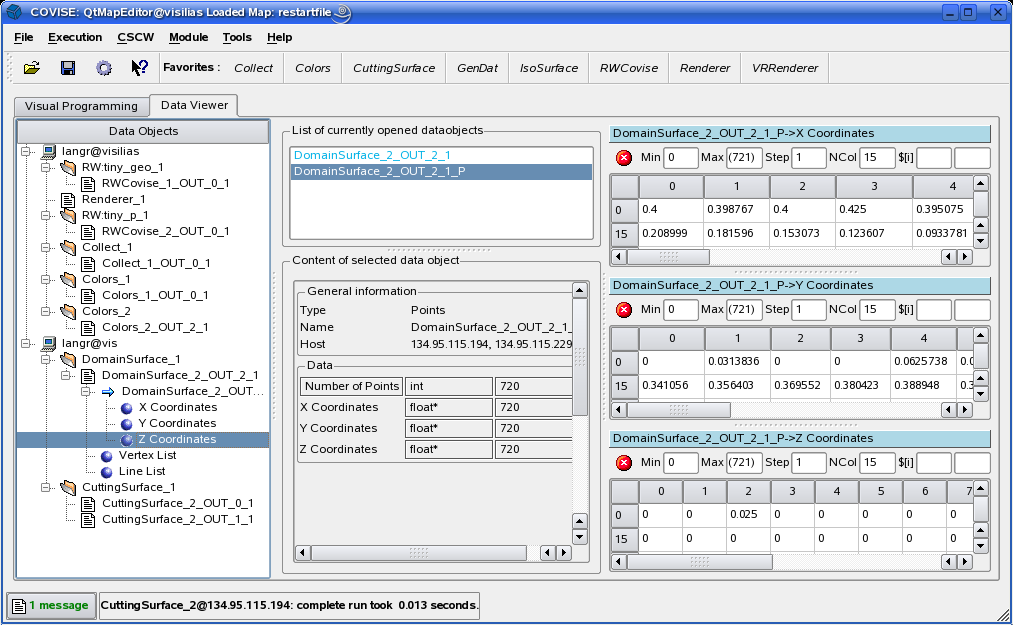 COVISE: QtMapEditor@visilias Loaded Map: restartfile
File Execution CSCW Module Tools Help
Favorites : Collect Colors CuttingSurface GenDat IsoSurface RWCovise Renderer VRRenderer
Visual Programming Data Viewer
Data Objects
langr@visilias
RW:tiny_geo_1
RWCovise_1_OUT_0_1
Renderer_1
RW:tiny_p_1
RWCovise_2_OUT_0_1
Collect_1
Collect_1_OUT_0_1
Colors_1
Colors_1_OUT_0_1
Colors_2
Colors_2_OUT_2_1
langr@vis
DomainSurface_1
DomainSurface_2_OUT_2_1
DomainSurface_2_OUT...
X Coordinates
Y Coordinates
Z Coordinates
Vertex List
Line List
CuttingSurface_1
CuttingSurface_2_OUT_0_1
CuttingSurface_2_OUT_1_1
List of currently opened dataobjects
DomainSurface_2_OUT_2_1
DomainSurface_2_OUT_2_1_P
Content of selected data object
General information
Type Points
Name DomainSurface_2_OUT_2_1_
Host 134.95.115.194, 134.95.115.229
Data
Number of Points int 720
X Coordinates float* 720
Y Coordinates float* 720
Z Coordinates float* 720
DomainSurface_2_OUT_2_1_P->X Coordinates
Min 0 Max (721) Step 1 NCol 15 $[i]
0 1 2 3 4
0 0.4 0.398767 0.4 0.425 0.395075
15 0.208999 0.181596 0.153073 0.123607 0.0933781
DomainSurface_2_OUT_2_1_P->Y Coordinates
Min 0 Max (721) Step 1 NCol 15 $[i]
0 1 2 3 4
0 0 0.0313836 0 0 0.0625738 0.0
15 0.341056 0.356403 0.369552 0.380423 0.388948 0.3
DomainSurface_2_OUT_2_1_P->Z Coordinates
Min 0 Max (721) Step 1 NCol 15 $[i]
0 1 2 3 4 5 6 7
0 0 0 0.025 0 0 0 0
15 0 0 0 0 0 0 0
1 message CuttingSurface_2@134.95.115.194: complete run took 0.013 seconds.